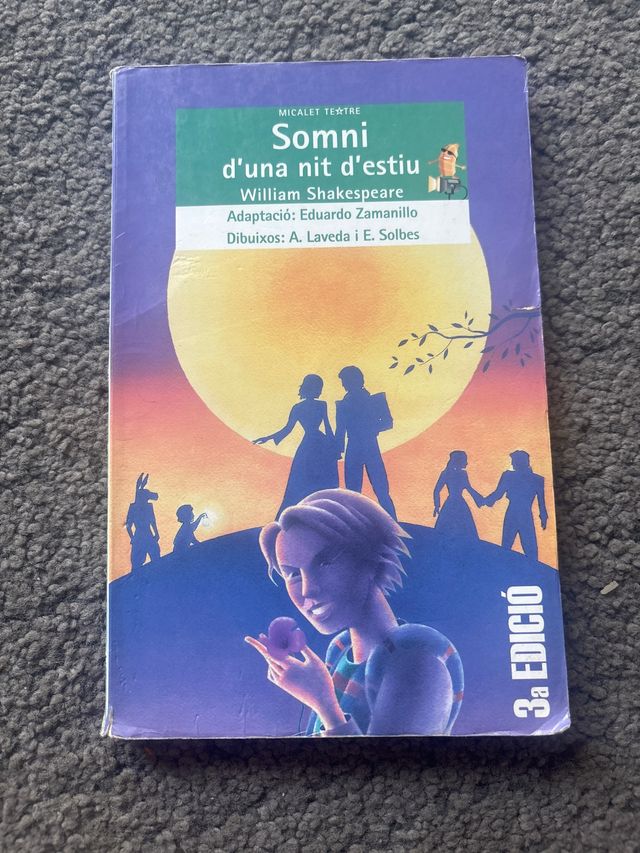 MICALET TEATRE
Somni
d'una nit d'estiu
William Shakespeare
Adaptació: Eduardo Zamanillo
Dibuixos: A. Laveda i E. Solbes
3a EDICIÓ